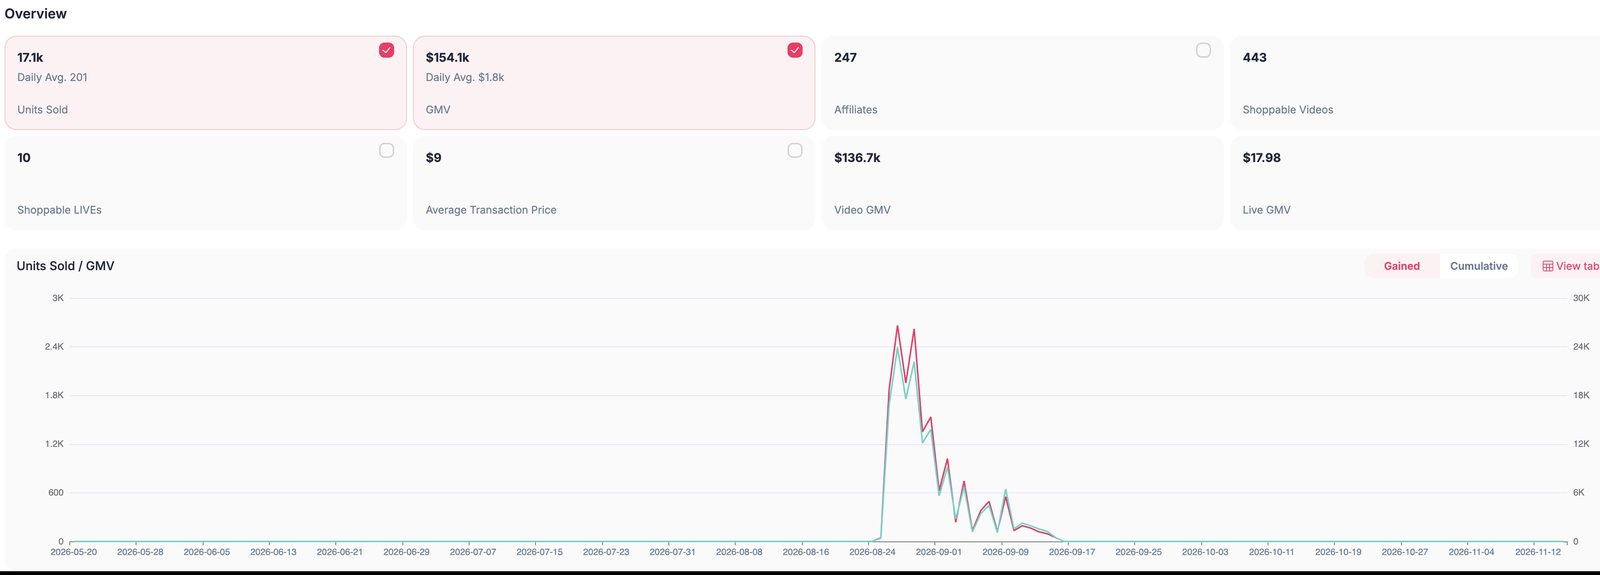 Overview
17.1k
Daily Avg. 201
Units Sold
$154.1k
Daily Avg. $1.8k
GMV
247
Affiliates
443
Shoppable Videos
10
Shoppable LIVEs
$9
Average Transaction Price
$136.7k
Video GMV
$17.98
Live GMV
Units Sold / GMV
Gained
Cumulative
View tab
3K
2.4K
1.8K
1.2K
600
0
30K
24K
18K
12K
6K
0
2026-05-20 2026-05-28 2026-06-05 2026-06-13 2026-06-21 2026-06-29 2026-07-07 2026-07-15 2026-07-23 2026-07-31 2026-08-08 2026-08-16 2026-08-24 2026-09-01 2026-09-09 2026-09-17 2026-09-25 2026-10-03 2026-10-11 2026-10-19 2026-10-27 2026-11-04 2026-11-12